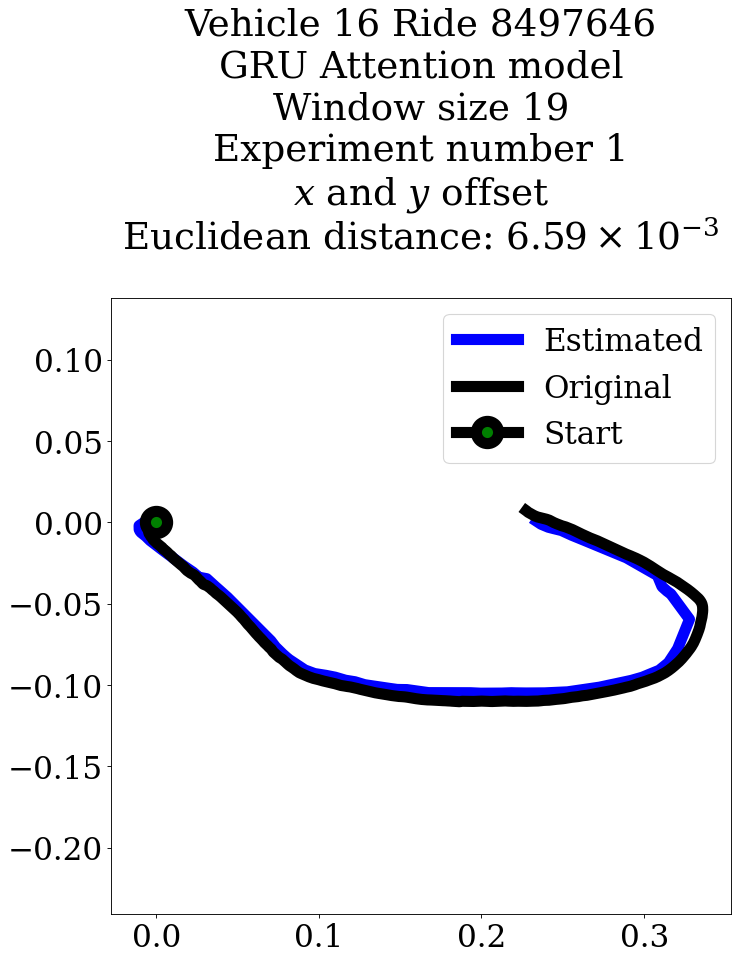 Vehicle 16 Ride 8497646
GRU Attention model
Window size 19
Experiment number 1
x and y offset
Euclidean distance: 6.59 × 10⁻³
Estimated
Original
Start
0.10
0.05
0.00
−0.05
−0.10
−0.15
−0.20
0.0 0.1 0.2 0.3